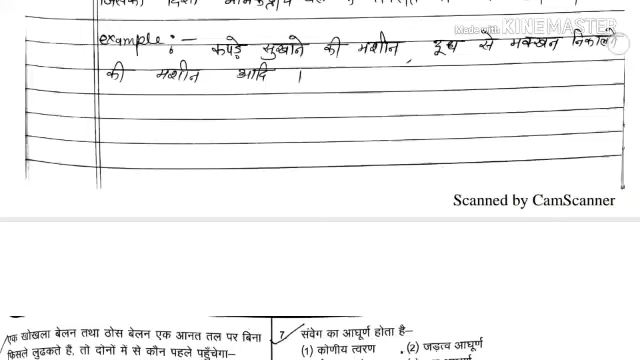 Made with KINEMASTER
example :- कपड़े सुखाने की मशीन, दूध से मक्खन निकालने
की मशीन आदि ।
Scanned by CamScanner
एक खोखला बेलन तथा ठोस बेलन एक आनत तल पर बिना
फिसले लुढकते है, तो दोनों में से कौन पहले पहुँचेगा-
7. संवेग का आघूर्ण होता है-
(1) कोणीय त्वरण (2) जड़त्व आघूर्ण